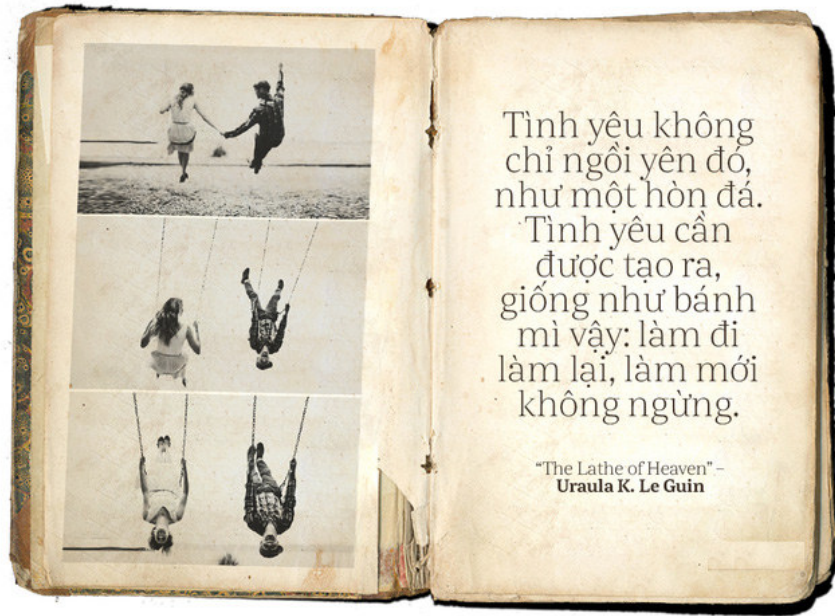 Tình yêu không
chỉ ngồi yên đó,
như một hòn đá.
Tình yêu cần
được tạo ra,
giống như bánh
mì vậy: làm đi
làm lại, làm mới
không ngừng.
“The Lathe of Heaven” –
Uraula K. Le Guin